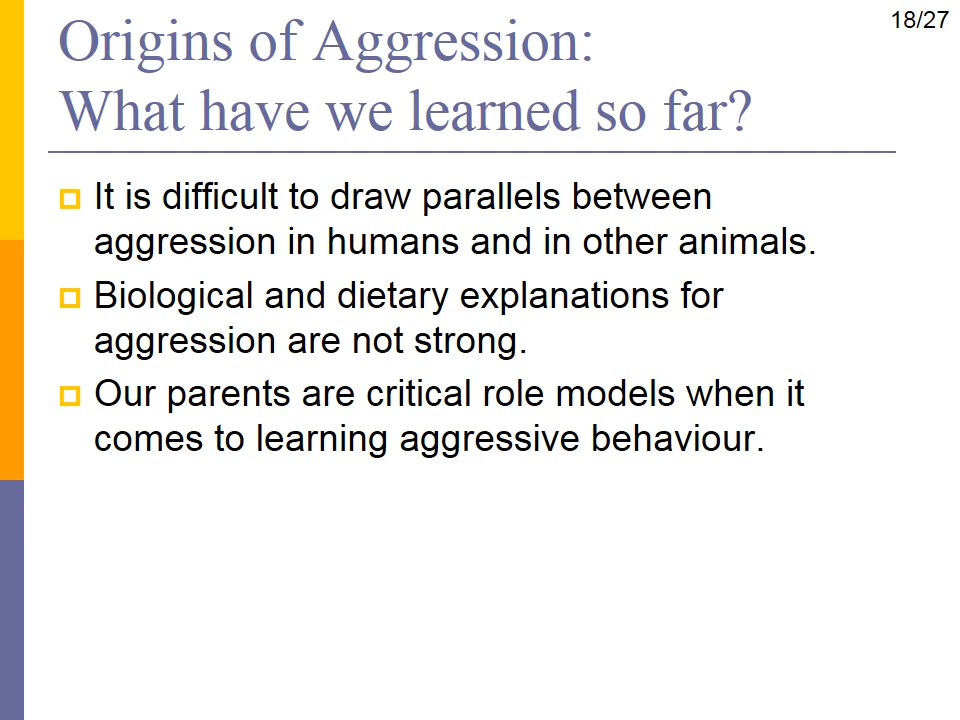 18/27
Origins of Aggression:
What have we learned so far?
It is difficult to draw parallels between
aggression in humans and in other animals.
Biological and dietary explanations for
aggression are not strong.
Our parents are critical role models when it
comes to learning aggressive behaviour.